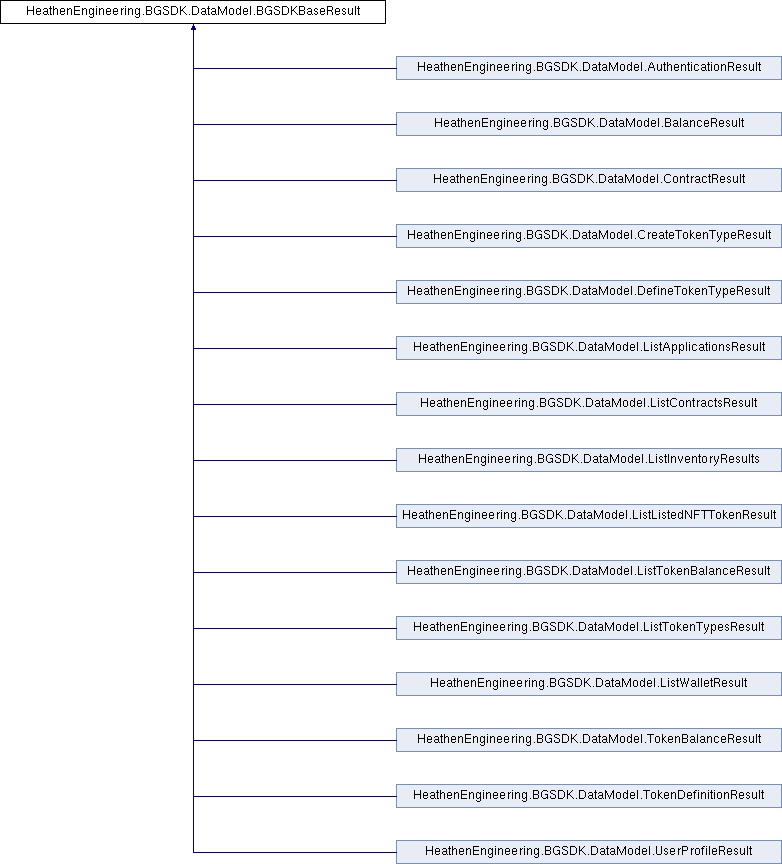 HeathenEngineering.BGSDK.DataModel.BGSDKBaseResult
HeathenEngineering.BGSDK.DataModel.AuthenticationResult
HeathenEngineering.BGSDK.DataModel.BalanceResult
HeathenEngineering.BGSDK.DataModel.ContractResult
HeathenEngineering.BGSDK.DataModel.CreateTokenTypeResult
HeathenEngineering.BGSDK.DataModel.DefineTokenTypeResult
HeathenEngineering.BGSDK.DataModel.ListApplicationsResult
HeathenEngineering.BGSDK.DataModel.ListContractsResult
HeathenEngineering.BGSDK.DataModel.ListInventoryResults
HeathenEngineering.BGSDK.DataModel.ListListedNFTTokenResult
HeathenEngineering.BGSDK.DataModel.ListTokenBalanceResult
HeathenEngineering.BGSDK.DataModel.ListTokenTypesResult
HeathenEngineering.BGSDK.DataModel.ListWalletResult
HeathenEngineering.BGSDK.DataModel.TokenBalanceResult
HeathenEngineering.BGSDK.DataModel.TokenDefinitionResult
HeathenEngineering.BGSDK.DataModel.UserProfileResult